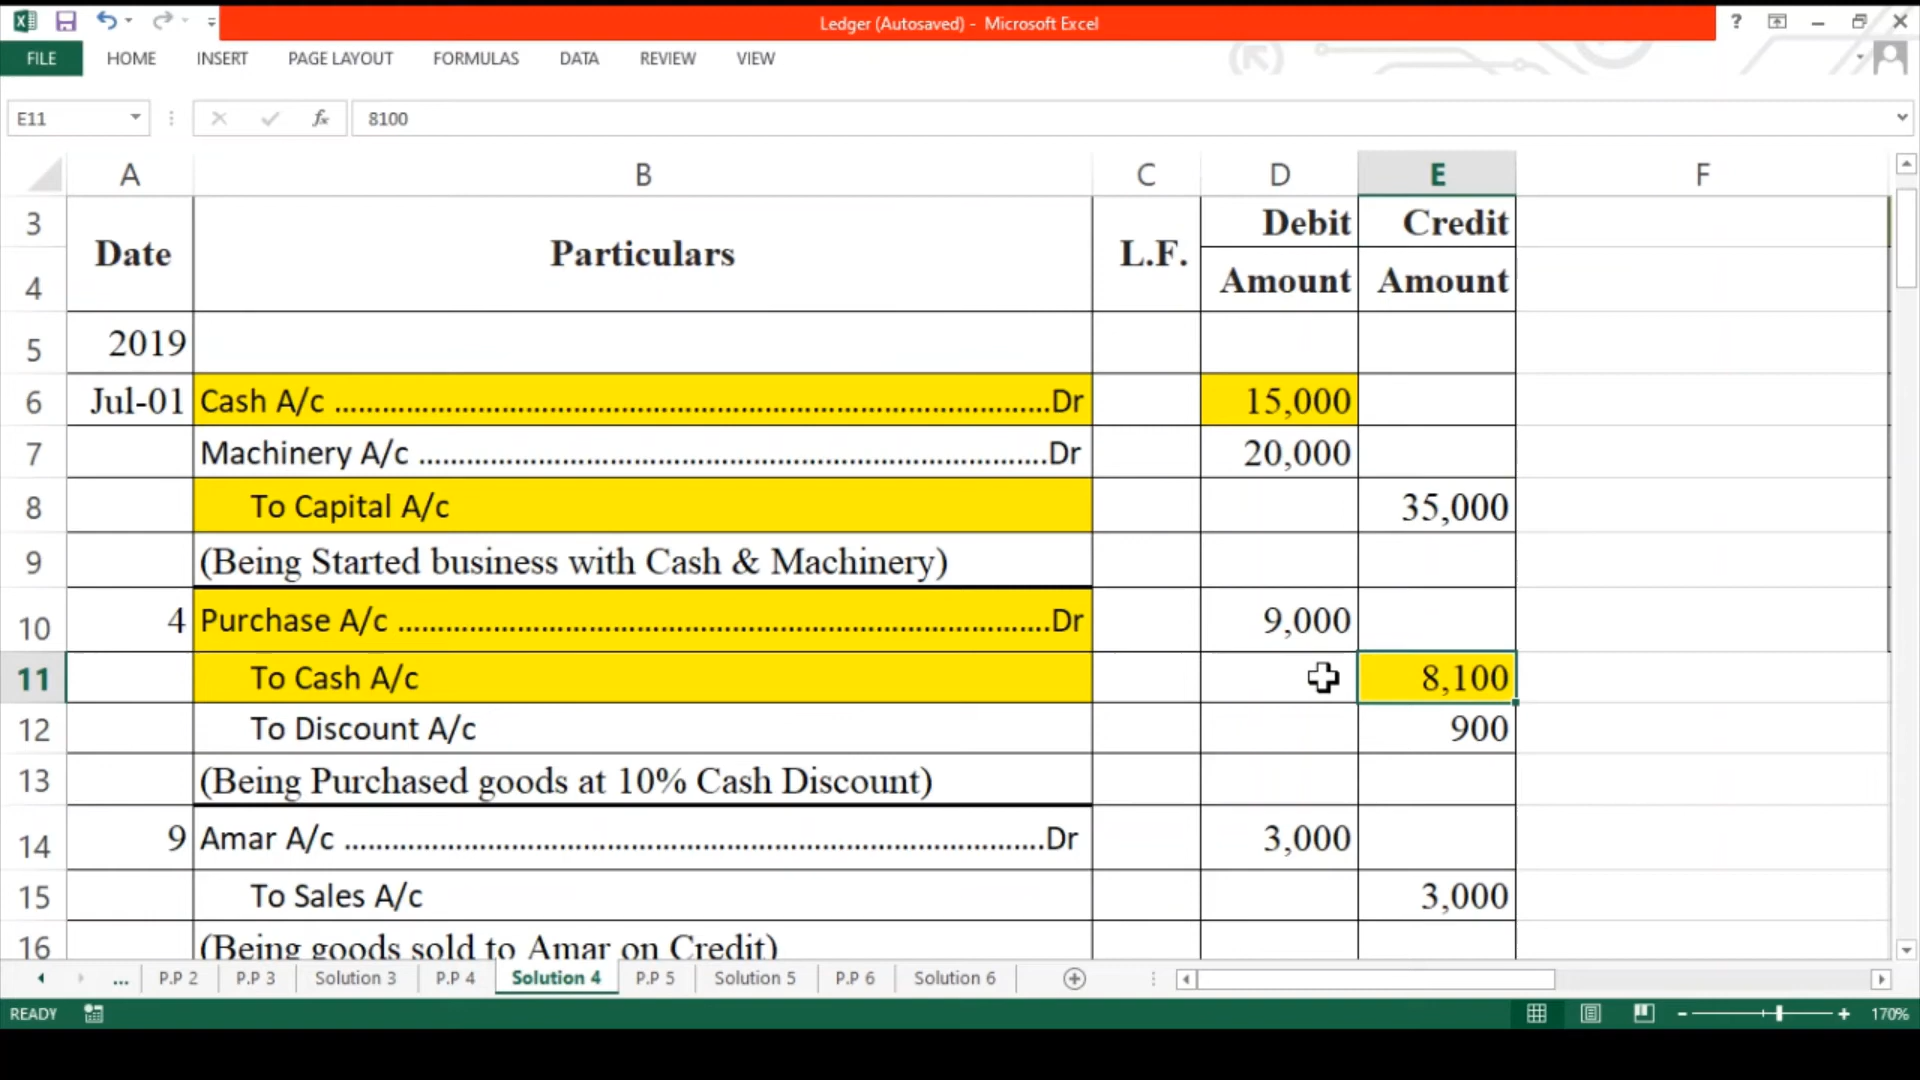 Ledger (Autosaved) - Microsoft Excel
FILE HOME INSERT PAGE LAYOUT FORMULAS DATA REVIEW VIEW
E11 fx 8100
A B C D E F
3 Debit Credit
Date Particulars L.F.
4 Amount Amount
5 2019
6 Jul-01 Cash A/c ...........................................................................................Dr 15,000
7 Machinery A/c ................................................................................Dr 20,000
8 To Capital A/c 35,000
9 (Being Started business with Cash & Machinery)
10 4 Purchase A/c ...................................................................................Dr 9,000
11 To Cash A/c 8,100
12 To Discount A/c 900
13 (Being Purchased goods at 10% Cash Discount)
14 9 Amar A/c .........................................................................................Dr 3,000
15 To Sales A/c 3,000
16 (Being goods sold to Amar on Credit)
... P.P 2 P.P 3 Solution 3 P.P 4 Solution 4 P.P 5 Solution 5 P.P 6 Solution 6
READY 170%